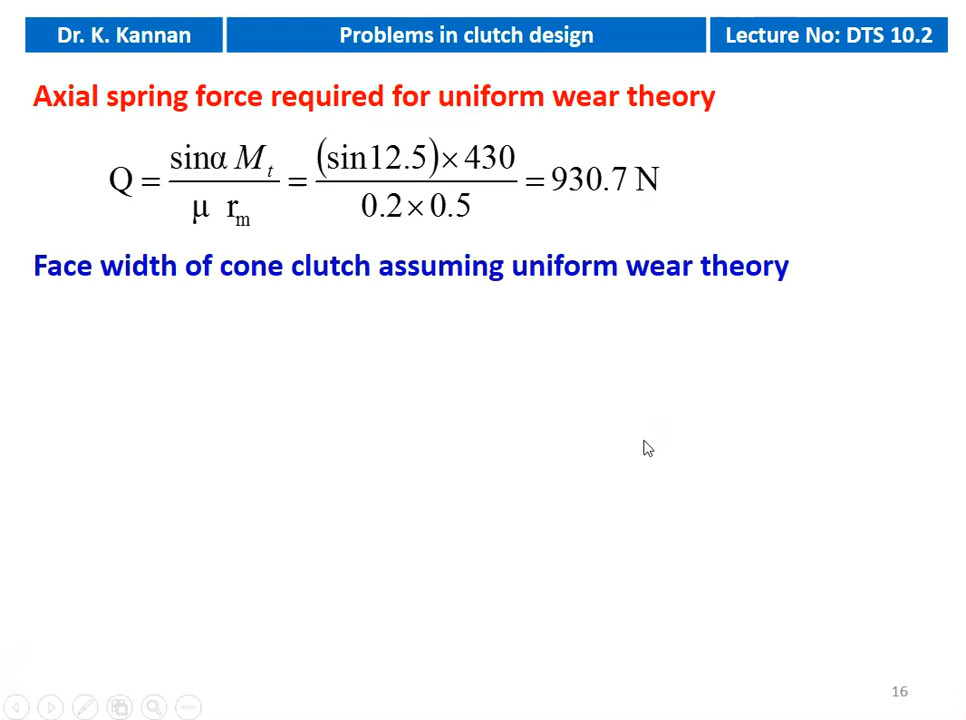 Dr. K. Kannan Problems in clutch design Lecture No: DTS 10.2
Axial spring force required for uniform wear theory
Q = sinα M_t / μ r_m = (sin12.5)×430 / 0.2×0.5 = 930.7 N
Face width of cone clutch assuming uniform wear theory
16